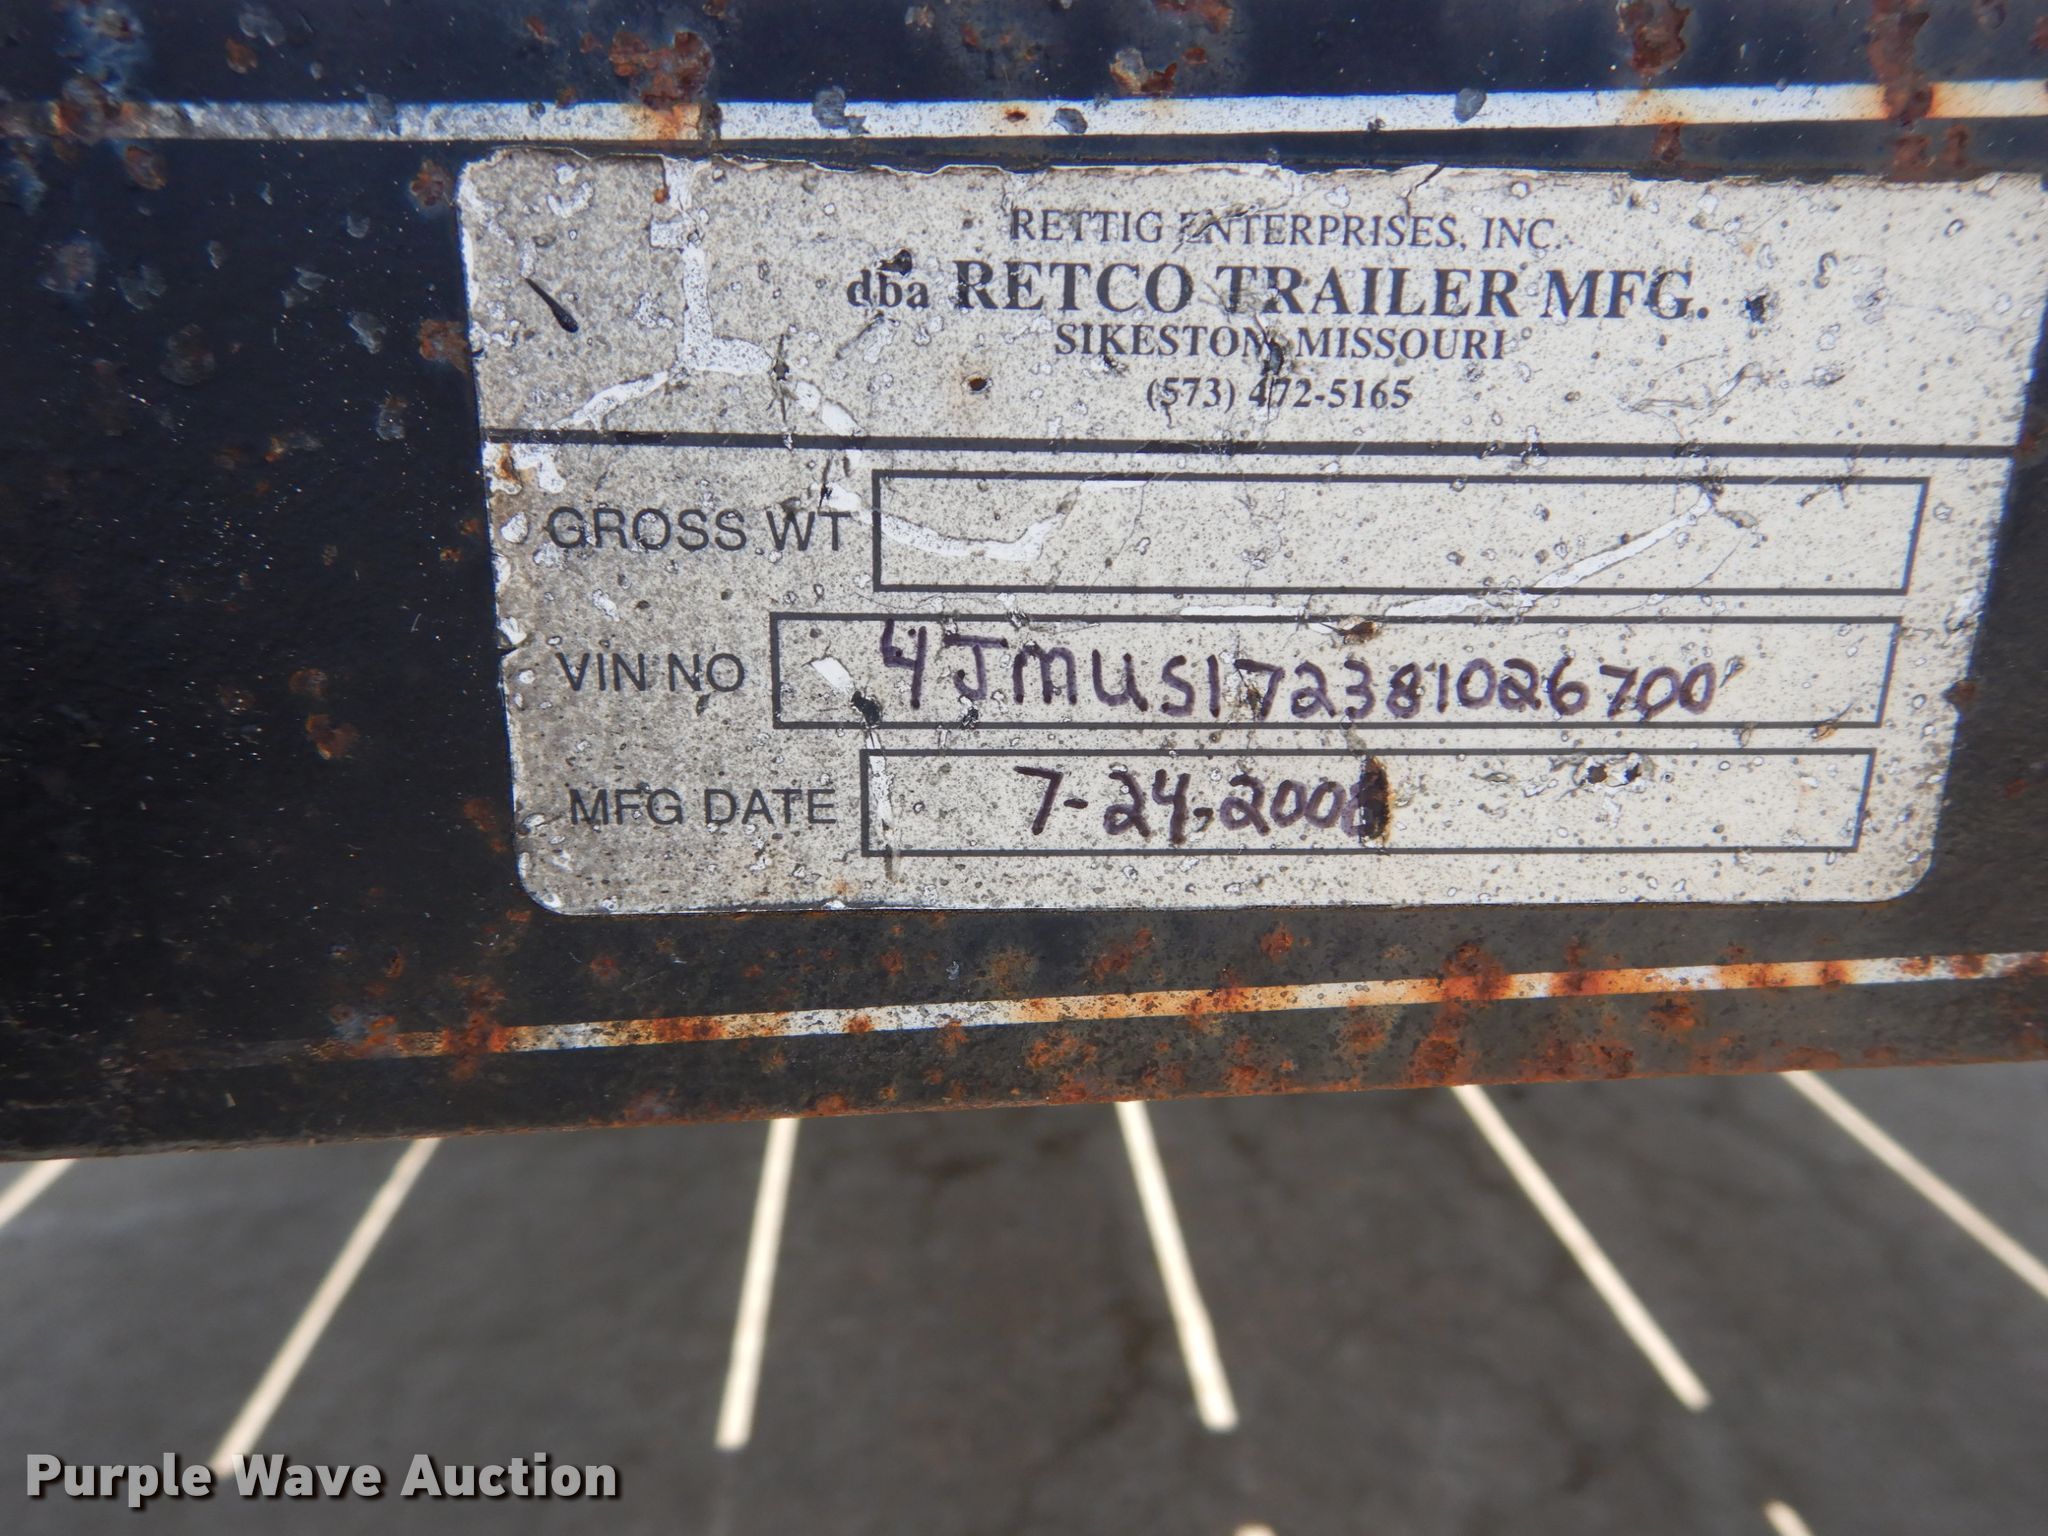 RETTIG ENTERPRISES, INC.
dba RETCO TRAILER MFG.
SIKESTON, MISSOURI
(573) 472-5165
GROSS WT
VIN NO 4JMUS172381026700
MFG DATE 7-24-2008
Purple Wave Auction